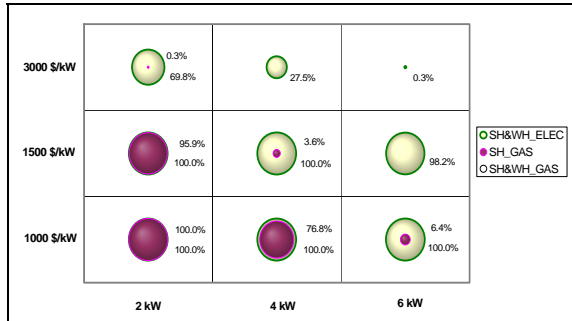 3000 $/kW
0.3%
69.8%
27.5%
0.3%
1500 $/kW
95.9%
100.0%
3.6%
100.0%
98.2%
1000 $/kW
100.0%
100.0%
76.8%
100.0%
6.4%
100.0%
2 kW
4 kW
6 kW
SH&WH_ELEC
SH_GAS
SH&WH_GAS